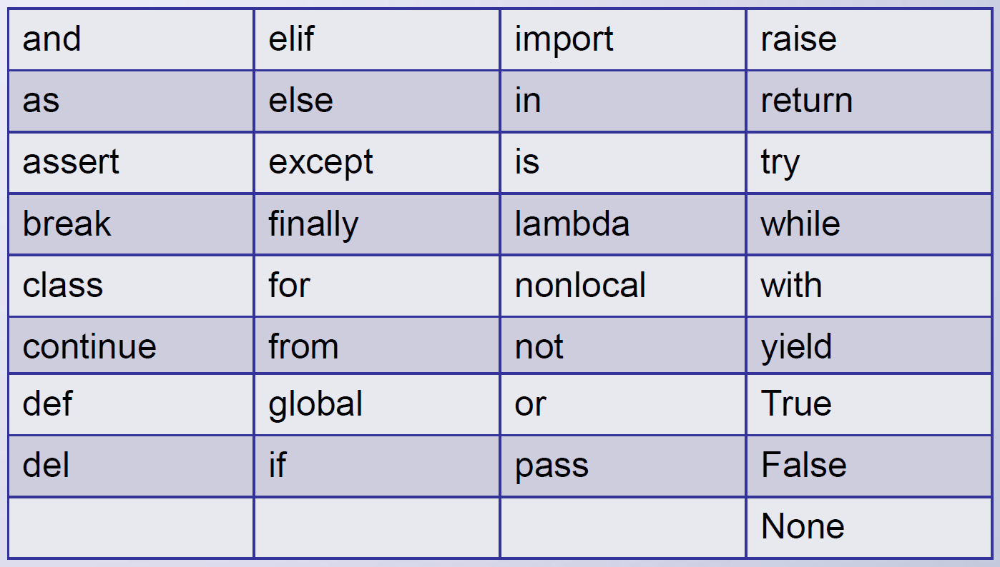 and elif import raise
as else in return
assert except is try
break finally lambda while
class for nonlocal with
continue from not yield
def global or True
del if pass False
None